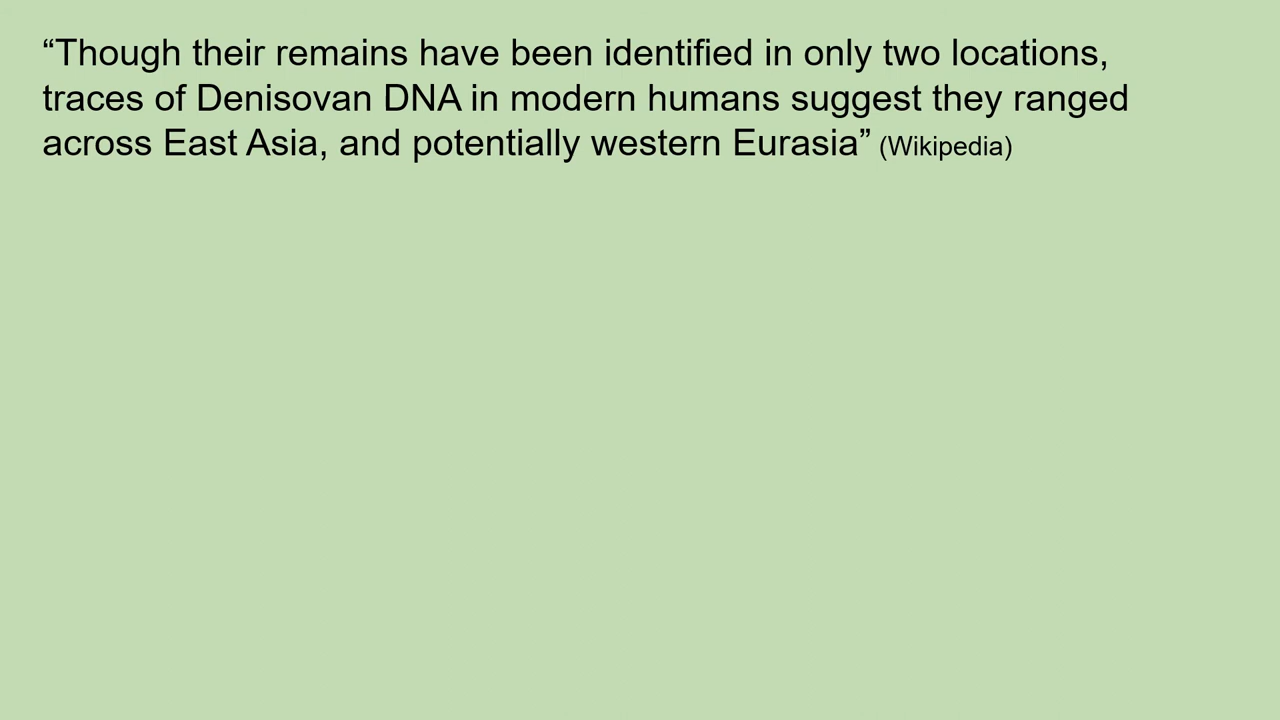 “Though their remains have been identified in only two locations,
traces of Denisovan DNA in modern humans suggest they ranged
across East Asia, and potentially western Eurasia” (Wikipedia)